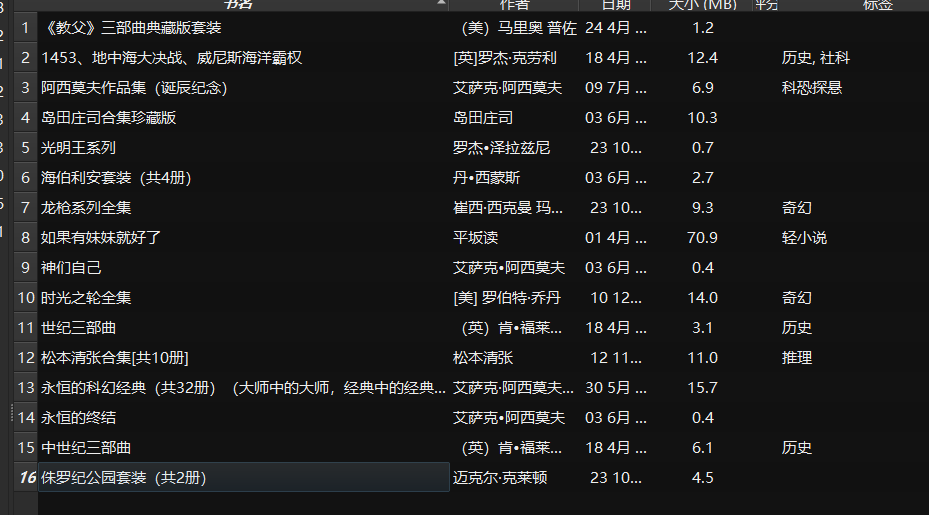 书名 作者 日期 大小 (MB) 评分 标签
1 《教父》三部曲典藏版套装 （美）马里奥 普佐 24 4月 ... 1.2
2 1453、地中海大决战、威尼斯海洋霸权 [英]罗杰·克劳利 18 4月 ... 12.4 历史, 社科
3 阿西莫夫作品集（诞辰纪念） 艾萨克·阿西莫夫 09 7月 ... 6.9 科恐探悬
4 岛田庄司合集珍藏版 岛田庄司 03 6月 ... 10.3
5 光明王系列 罗杰•泽拉兹尼 23 10... 0.7
6 海伯利安套装（共4册） 丹•西蒙斯 03 6月 ... 2.7
7 龙枪系列全集 崔西·西克曼 玛... 23 10... 9.3 奇幻
8 如果有妹妹就好了 平坂读 01 4月 ... 70.9 轻小说
9 神们自己 艾萨克•阿西莫夫 03 6月 ... 0.4
10 时光之轮全集 [美] 罗伯特·乔丹 10 12... 14.0 奇幻
11 世纪三部曲 （英）肯•福莱... 18 4月 ... 3.1 历史
12 松本清张合集[共10册] 松本清张 12 11... 11.0 推理
13 永恒的科幻经典（共32册）（大师中的大师，经典中的经典... 艾萨克·阿西莫夫... 30 5月 ... 15.7
14 永恒的终结 艾萨克•阿西莫夫 03 6月 ... 0.4
15 中世纪三部曲 （英）肯•福莱... 18 4月 ... 6.1 历史
16 侏罗纪公园套装（共2册） 迈克尔·克莱顿 23 10... 4.5